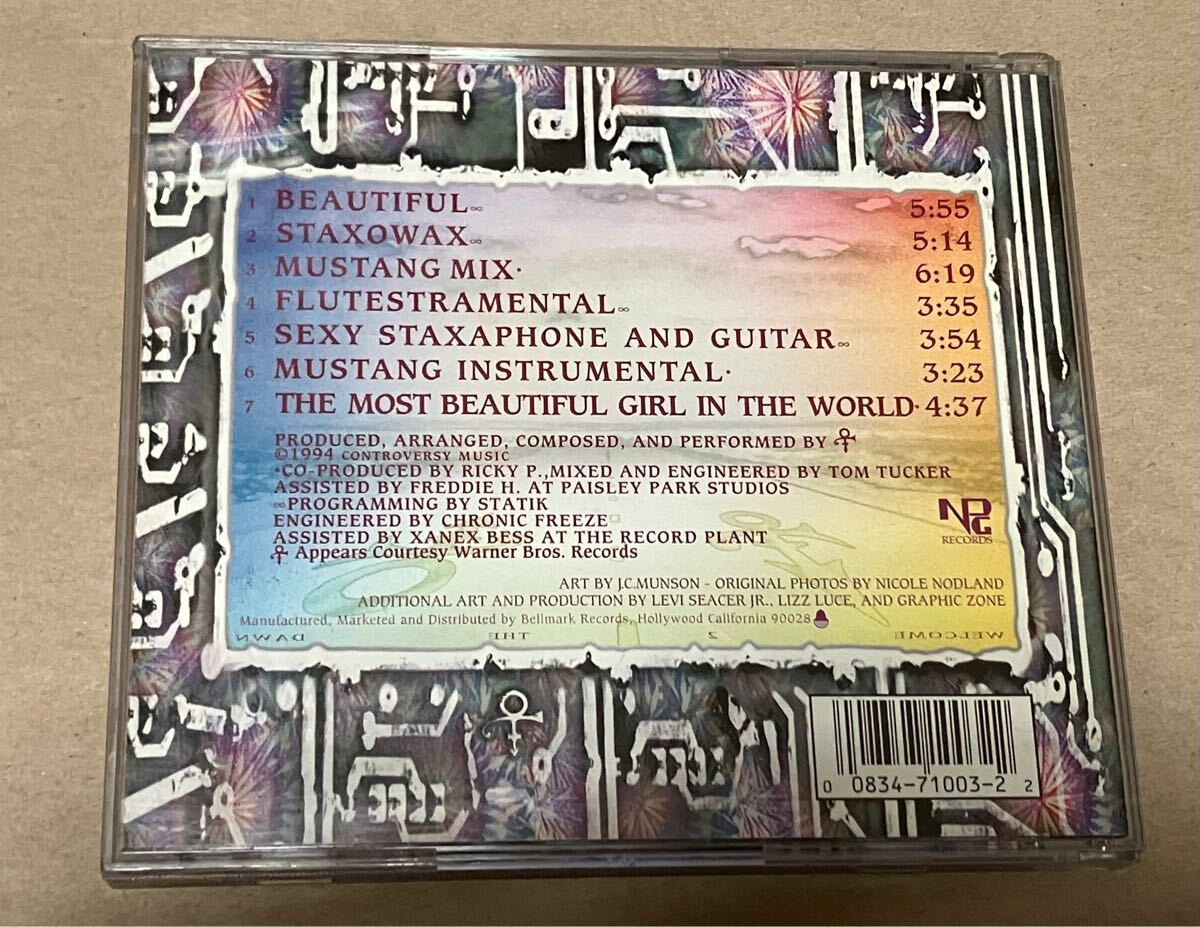 1 BEAUTIFUL∞ 5:55
2 STAXOWAX∞ 5:14
3 MUSTANG MIX• 6:19
4 FLUTESTRAMENTAL∞ 3:35
5 SEXY STAXAPHONE AND GUITAR∞ 3:54
6 MUSTANG INSTRUMENTAL• 3:23
7 THE MOST BEAUTIFUL GIRL IN THE WORLD• 4:37
PRODUCED, ARRANGED, COMPOSED, AND PERFORMED BY
©1994 CONTROVERSY MUSIC
•CO-PRODUCED BY RICKY P.,MIXED AND ENGINEERED BY TOM TUCKER
ASSISTED BY FREDDIE H. AT PAISLEY PARK STUDIOS
∞PROGRAMMING BY STATIK
ENGINEERED BY CHRONIC FREEZE
ASSISTED BY XANEX BESS AT THE RECORD PLANT
Appears Courtesy Warner Bros. Records
NPG
RECORDS
ART BY J.C.MUNSON - ORIGINAL PHOTOS BY NICOLE NODLAND
ADDITIONAL ART AND PRODUCTION BY LEVI SEACER JR., LIZZ LUCE, AND GRAPHIC ZONE
Manufactured, Marketed and Distributed by Bellmark Records, Hollywood California 90028
WELCOME 2 THE DAWN
0 0834-71003-2 2